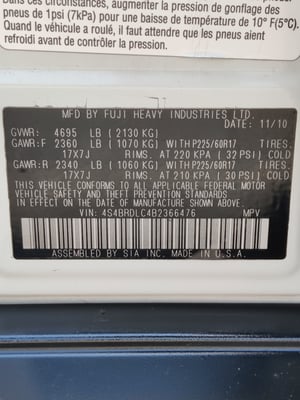 Dans ces circonstances, augmenter la pression de gonflage des
pneus de 1psi (7kPa) pour une baisse de température de 10° F(5°C).
Quand le véhicule a roulé, il faut attendre que les pneus aient
refroidi avant de contrôler la pression.
MFD BY FUJI HEAVY INDUSTRIES LTD.
DATE: 11/10
GVWR: 4695 LB (2130 KG)
GAWR:F 2360 LB (1070 KG) WITH P225/60R17 TIRES.
17X7J RIMS, AT 220 KPA (32 PSI) COLD
GAWR:R 2340 LB (1060 KG) WITH P225/60R17 TIRES.
17X7J RIMS, AT 210 KPA (30 PSI) COLD
THIS VEHICLE CONFORMS TO ALL APPLICABLE FEDERAL MOTOR
VEHICLE SAFETY AND THEFT PREVENTION STANDARDS
IN EFFECT ON THE DATE OF MANUFACTURE SHOWN ABOVE.
VIN: 4S4BRDLC4B2366476 MPV
ASSEMBLED BY SIA INC. MADE IN U.S.A.